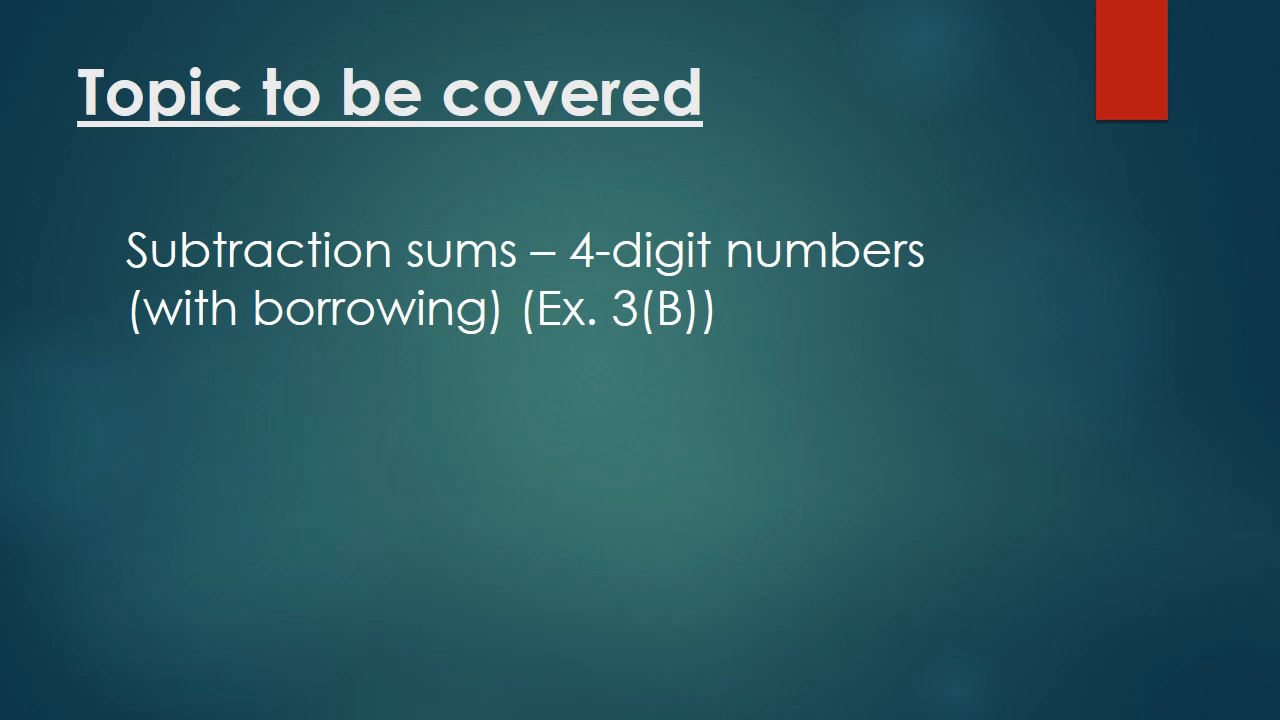 Topic to be covered
Subtraction sums – 4-digit numbers
(with borrowing) (Ex. 3(B))